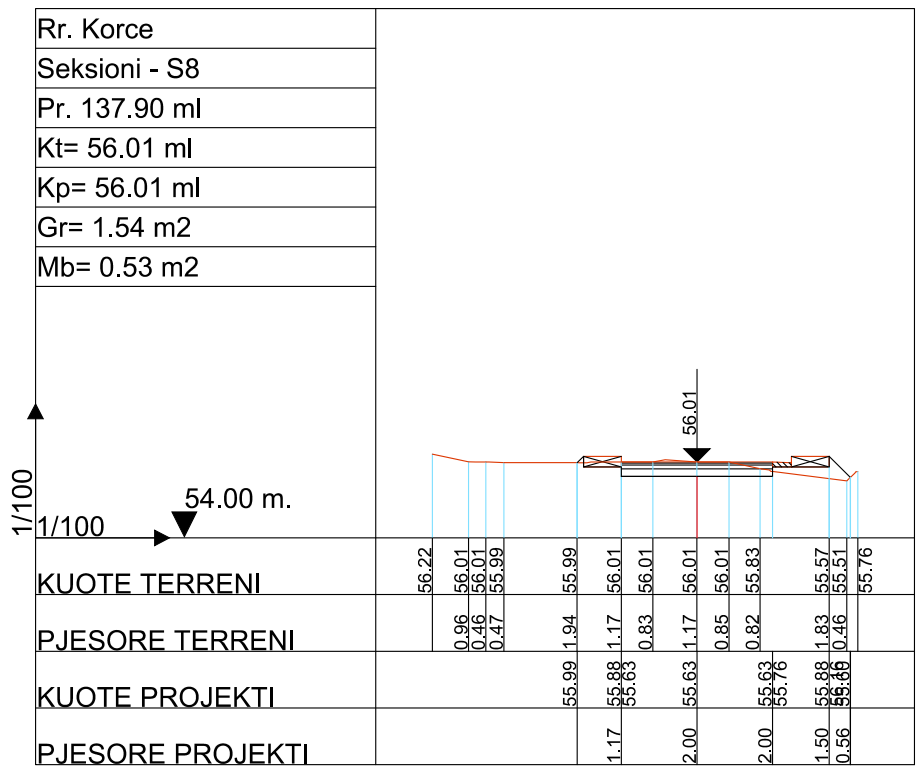 Rr. Korce
Seksioni - S8
Pr. 137.90 ml
Kt= 56.01 ml
Kp= 56.01 ml
Gr= 1.54 m2
Mb= 0.53 m2
56.01
1/100
1/100
54.00 m.
KUOTE TERRENI 56.22 56.01 56.01 55.99 55.99 56.01 56.01 56.01 56.01 55.83 55.57 55.51 55.76
PJESORE TERRENI 0.96 0.46 0.47 1.94 1.17 0.83 1.17 0.85 0.82 1.83 0.46
KUOTE PROJEKTI 55.99 55.88 55.63 55.63 55.63 55.76 55.88
PJESORE PROJEKTI 1.17 2.00 2.00 1.50 0.56